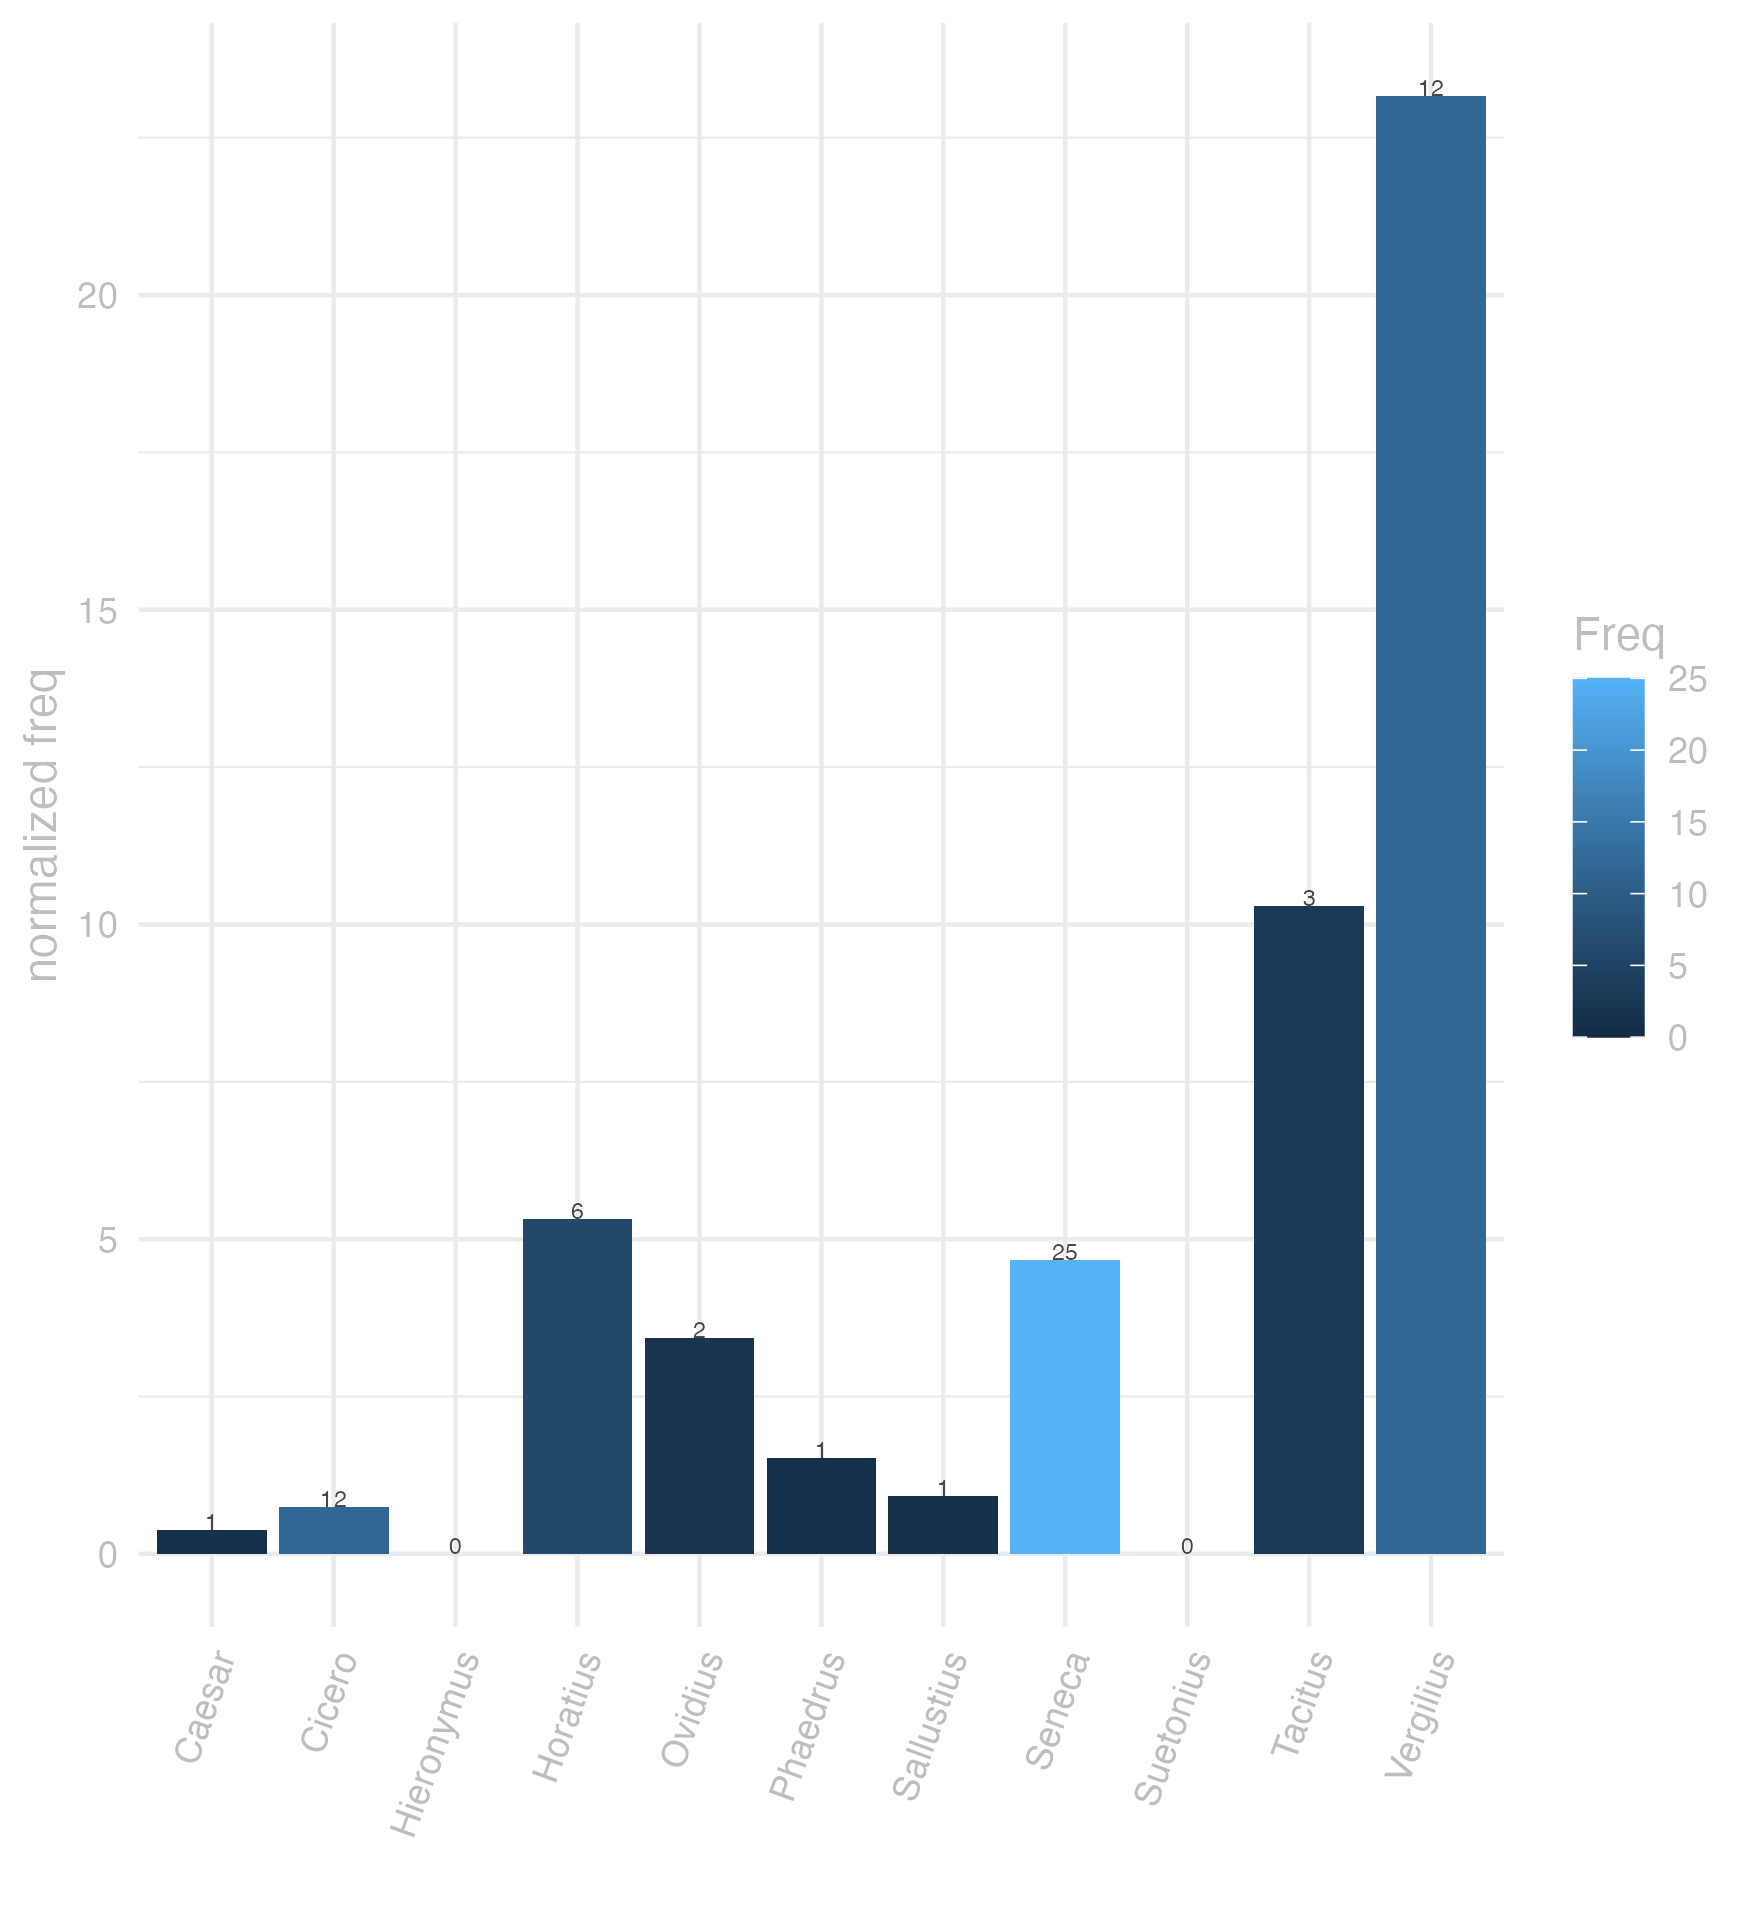 12
20
15
10
5
0
normalized freq
3
6
25
2
1
1
12
1
0
0
Caesar
Cicero
Hieronymus
Horatius
Ovidius
Phaedrus
Sallustius
Seneca
Suetonius
Tacitus
Vergilius
Freq
25
20
15
10
5
0